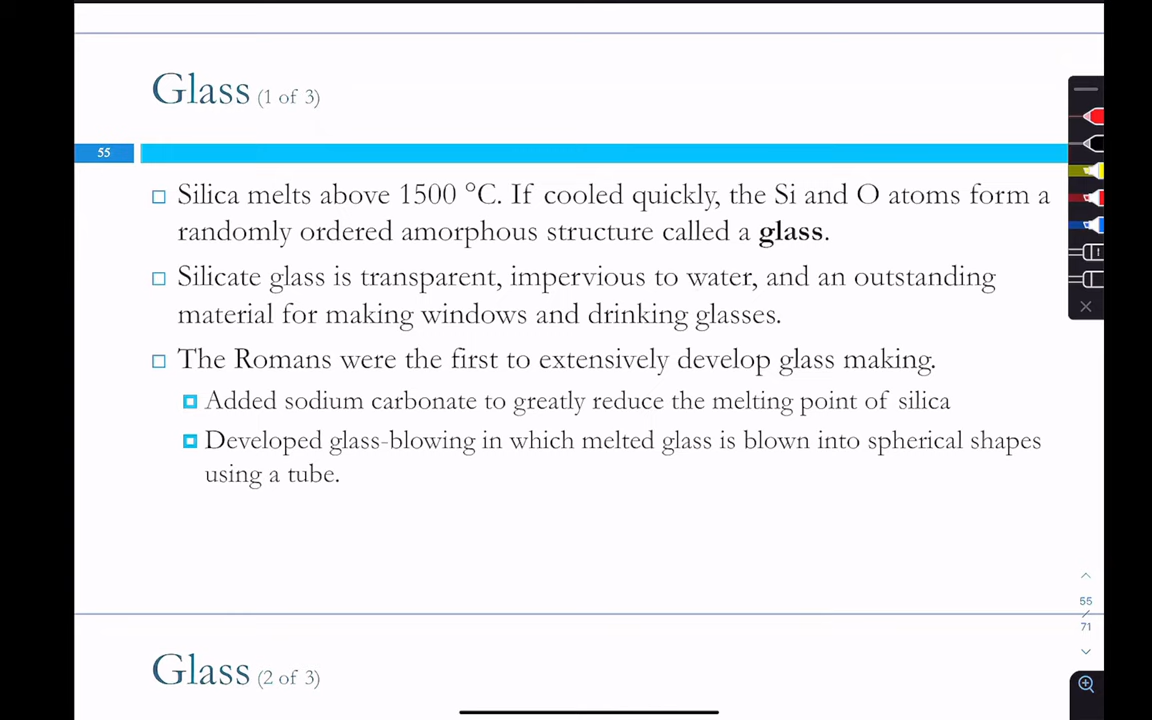 Glass (1 of 3)
55
Silica melts above 1500 °C. If cooled quickly, the Si and O atoms form a
randomly ordered amorphous structure called a glass.
Silicate glass is transparent, impervious to water, and an outstanding
material for making windows and drinking glasses.
The Romans were the first to extensively develop glass making.
Added sodium carbonate to greatly reduce the melting point of silica
Developed glass-blowing in which melted glass is blown into spherical shapes
using a tube.
55
71
Glass (2 of 3)